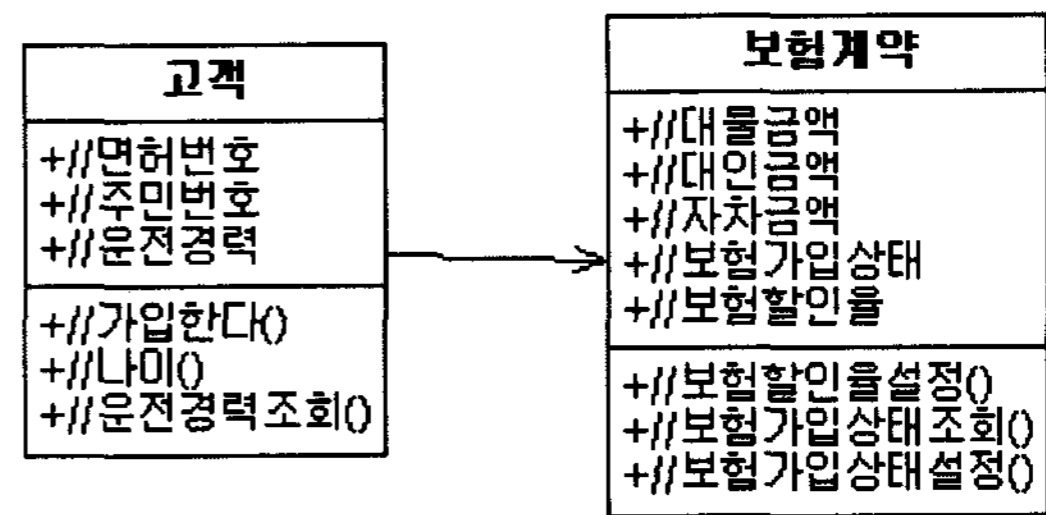 고객
+//면허번호
+//주민번호
+//운전경력
+//가입한다()
+//나이()
+//운전경력조회()
보험계약
+//대물금액
+//대인금액
+//자차금액
+//보험가입상태
+//보험할인율
+//보험할인율설정()
+//보험가입상태조회()
+//보험가입상태설정()